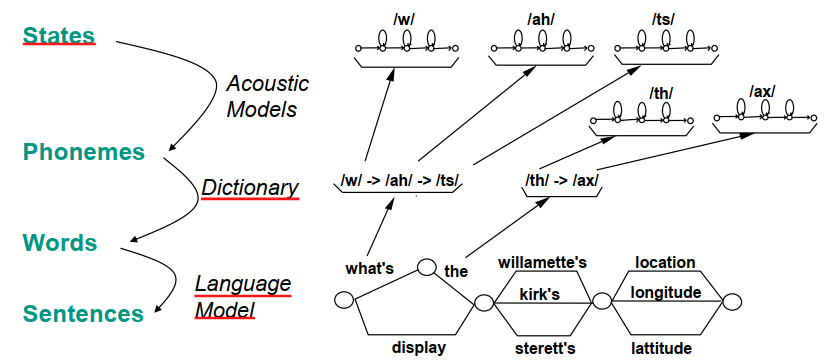 States
Acoustic
Models
Phonemes
Dictionary
Words
Language
Model
Sentences
/w/
/ah/
/ts/
/th/
/ax/
/w/ -> /ah/ -> /ts/
/th/ -> /ax/
what's
the
display
willamette's
kirk's
sterett's
location
longitude
lattitude